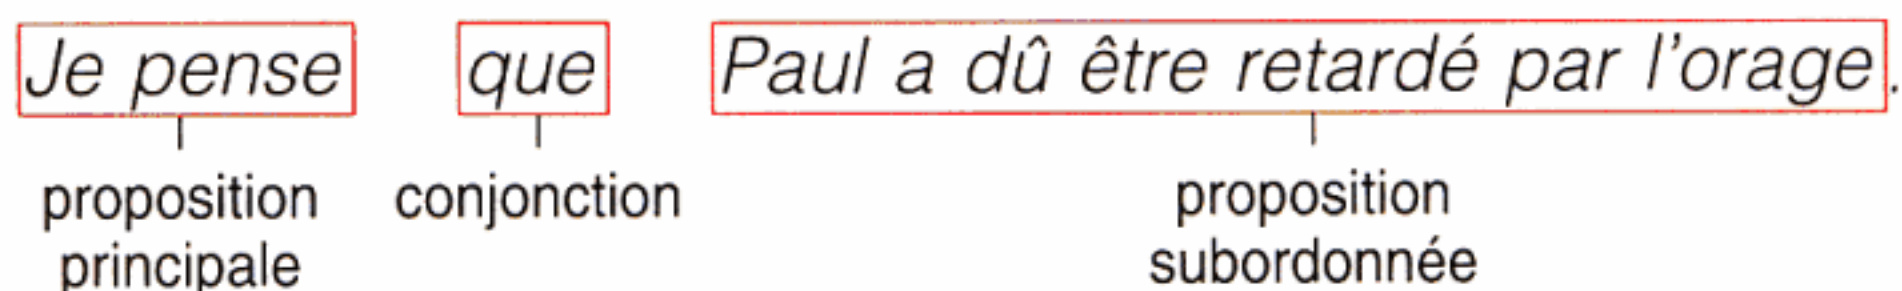 Je pense que Paul a dû être retardé par l'orage.
proposition principale
conjonction
proposition subordonnée